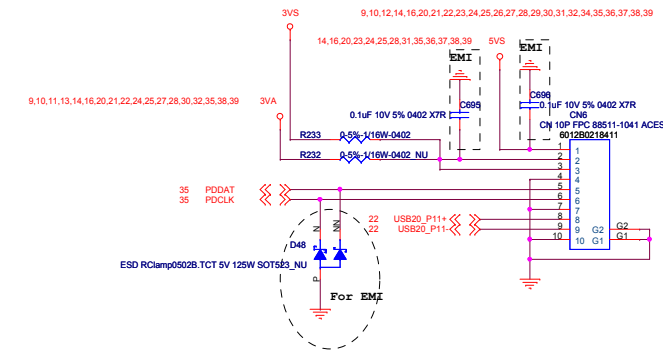 3VS
9,10,12,14,16,20,21,22,23,24,25,26,27,28,29,30,31,32,34,35,36,37,38,39
14,16,20,23,24,25,28,31,35,36,37,38,39
5VS
EMI
EMI
9,10,11,13,14,16,20,21,22,24,25,27,28,30,32,35,38,39
3VA
C695
0.1uF 10V 5% 0402 X7R
C696
0.1uF 10V 5% 0402 X7R
CN6
CN 10P FPC 88511-1041 ACES
6012B0218411
R233
0-5%-1/16W-0402
R232
0-5%-1/16W-0402_NU
1
2
3
4
5
6
7
8
9
10
1
2
3
4
5
6
7
8
9
10
G2
G1
G2
G1
35 PDDAT
35 PDCLK
22 USB20_P11+
22 USB20_P11-
N
NN
D48
ESD RClamp0502B.TCT 5V 125W SOT523_NU
P
For EMI